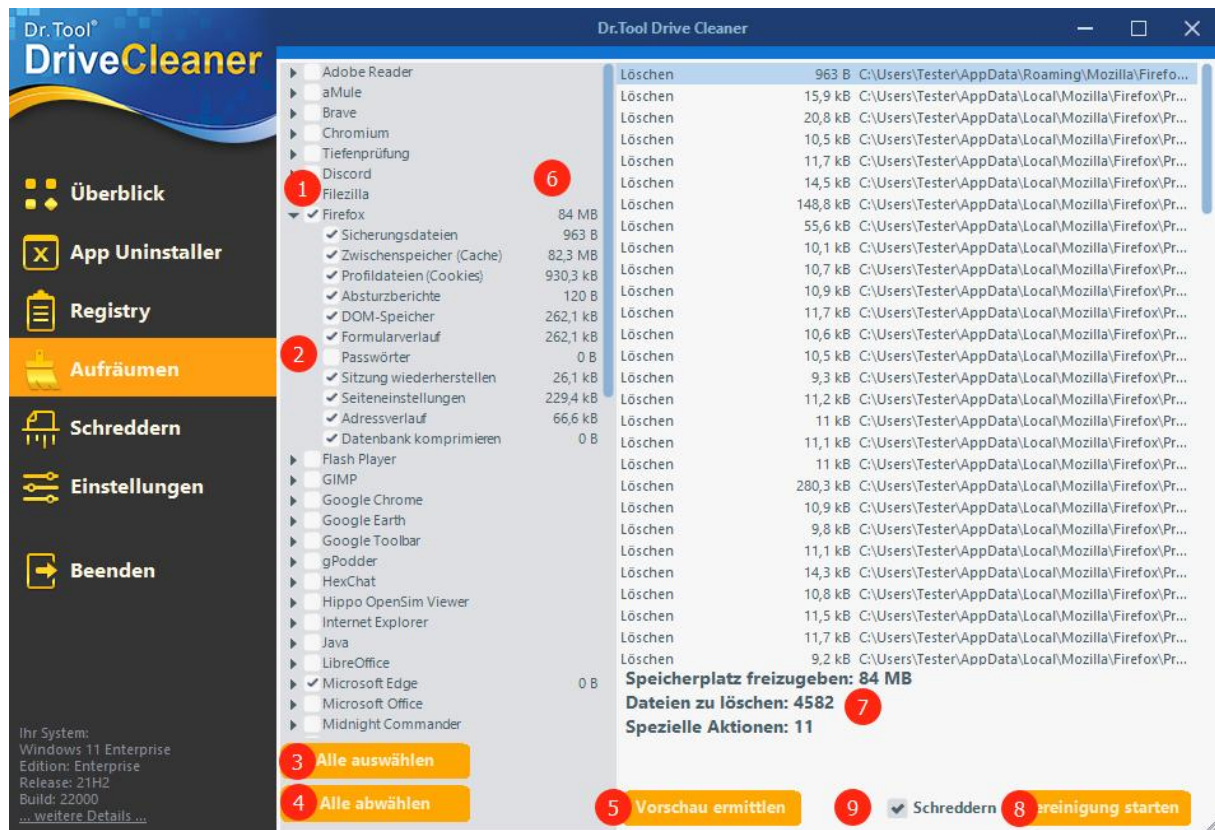 Dr.Tool®
DriveCleaner
Dr.Tool Drive Cleaner
Überblick
App Uninstaller
Registry
Aufräumen
Schreddern
Einstellungen
Beenden
Ihr System:
Windows 11 Enterprise
Edition: Enterprise
Release: 21H2
Build: 22000
... weitere Details ...
Adobe Reader
aMule
Brave
Chromium
Tiefenprüfung
Discord
1
6
Filezilla
Firefox 84 MB
Sicherungsdateien 963 B
Zwischenspeicher (Cache) 82,3 MB
Profildateien (Cookies) 930,3 kB
Absturzberichte 120 B
DOM-Speicher 262,1 kB
Formularverlauf 262,1 kB
2
Passwörter 0 B
Sitzung wiederherstellen 26,1 kB
Seiteneinstellungen 229,4 kB
Adressverlauf 66,6 kB
Datenbank komprimieren 0 B
Flash Player
GIMP
Google Chrome
Google Earth
Google Toolbar
gPodder
HexChat
Hippo OpenSim Viewer
Internet Explorer
Java
LibreOffice
Microsoft Edge 0 B
Microsoft Office
Midnight Commander
3 Alle auswählen
4 Alle abwählen
Löschen 963 B C:\Users\Tester\AppData\Roaming\Mozilla\Firefo...
Löschen 15,9 kB C:\Users\Tester\AppData\Local\Mozilla\Firefox\Pr...
Löschen 20,8 kB C:\Users\Tester\AppData\Local\Mozilla\Firefox\Pr...
Löschen 10,5 kB C:\Users\Tester\AppData\Local\Mozilla\Firefox\Pr...
Löschen 11,7 kB C:\Users\Tester\AppData\Local\Mozilla\Firefox\Pr...
Löschen 14,5 kB C:\Users\Tester\AppData\Local\Mozilla\Firefox\Pr...
Löschen 148,8 kB C:\Users\Tester\AppData\Local\Mozilla\Firefox\Pr...
Löschen 55,6 kB C:\Users\Tester\AppData\Local\Mozilla\Firefox\Pr...
Löschen 10,1 kB C:\Users\Tester\AppData\Local\Mozilla\Firefox\Pr...
Löschen 10,7 kB C:\Users\Tester\AppData\Local\Mozilla\Firefox\Pr...
Löschen 10,9 kB C:\Users\Tester\AppData\Local\Mozilla\Firefox\Pr...
Löschen 11,7 kB C:\Users\Tester\AppData\Local\Mozilla\Firefox\Pr...
Löschen 10,6 kB C:\Users\Tester\AppData\Local\Mozilla\Firefox\Pr...
Löschen 10,5 kB C:\Users\Tester\AppData\Local\Mozilla\Firefox\Pr...
Löschen 9,3 kB C:\Users\Tester\AppData\Local\Mozilla\Firefox\Pr...
Löschen 11,2 kB C:\Users\Tester\AppData\Local\Mozilla\Firefox\Pr...
Löschen 11 kB C:\Users\Tester\AppData\Local\Mozilla\Firefox\Pr...
Löschen 11,1 kB C:\Users\Tester\AppData\Local\Mozilla\Firefox\Pr...
Löschen 11 kB C:\Users\Tester\AppData\Local\Mozilla\Firefox\Pr...
Löschen 280,3 kB C:\Users\Tester\AppData\Local\Mozilla\Firefox\Pr...
Löschen 10,9 kB C:\Users\Tester\AppData\Local\Mozilla\Firefox\Pr...
Löschen 9,8 kB C:\Users\Tester\AppData\Local\Mozilla\Firefox\Pr...
Löschen 11,1 kB C:\Users\Tester\AppData\Local\Mozilla\Firefox\Pr...
Löschen 14,3 kB C:\Users\Tester\AppData\Local\Mozilla\Firefox\Pr...
Löschen 10,8 kB C:\Users\Tester\AppData\Local\Mozilla\Firefox\Pr...
Löschen 11,5 kB C:\Users\Tester\AppData\Local\Mozilla\Firefox\Pr...
Löschen 11,7 kB C:\Users\Tester\AppData\Local\Mozilla\Firefox\Pr...
Löschen 9,2 kB C:\Users\Tester\AppData\Local\Mozilla\Firefox\Pr...
Speicherplatz freizugeben: 84 MB
Dateien zu löschen: 4582
7
Spezielle Aktionen: 11
5 Vorschau ermittlen
9 Schreddern
8 ereinigung starten